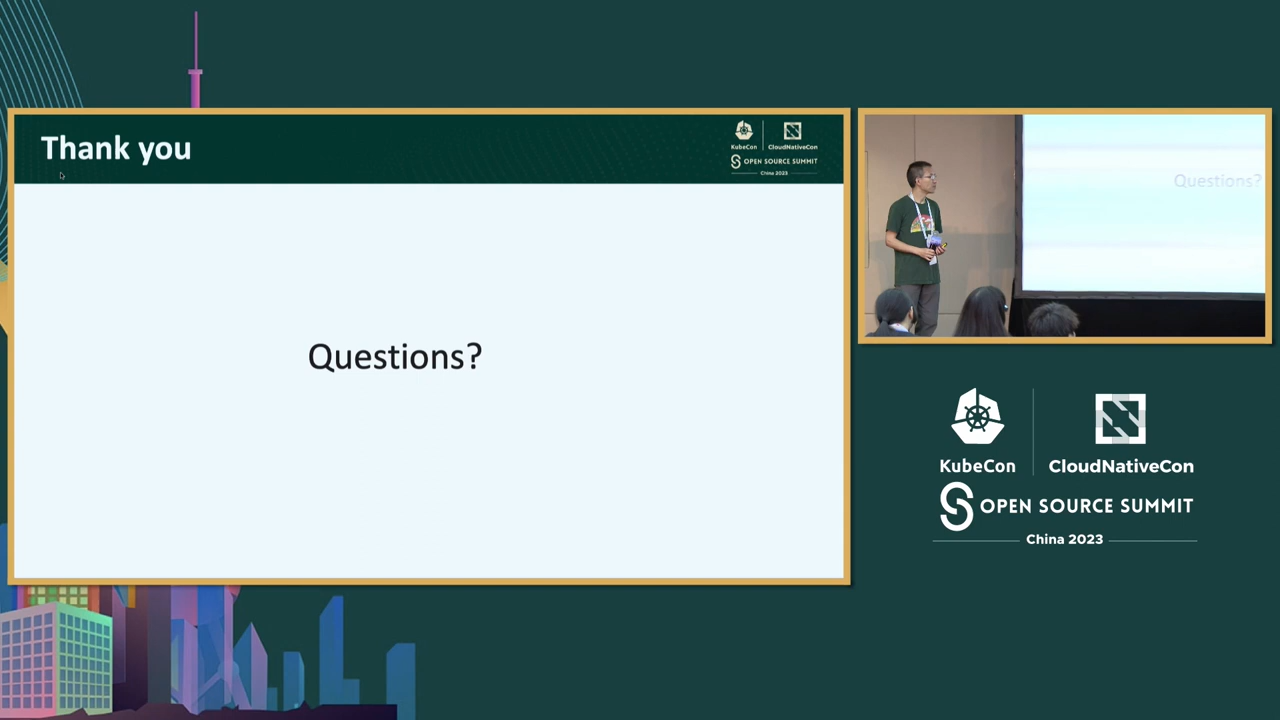 Thank you
KubeCon
CloudNativeCon
OPEN SOURCE SUMMIT
China 2023
Questions?
Questions?
KubeCon
CloudNativeCon
OPEN SOURCE SUMMIT
China 2023